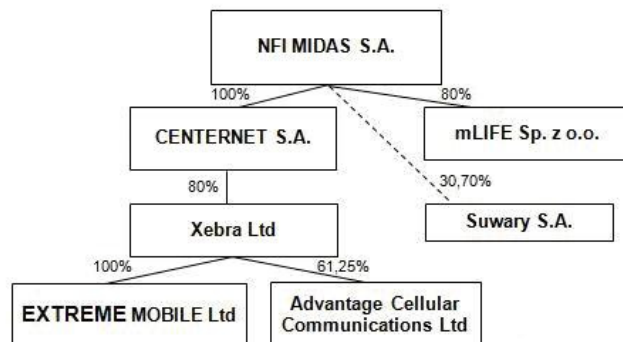 NFI MIDAS S.A.
100%
80%
CENTERNET S.A.
mLIFE Sp. z o.o.
80%
30,70%
Xebra Ltd
Suwary S.A.
100%
61,25%
EXTREME MOBILE Ltd
Advantage Cellular
Communications Ltd